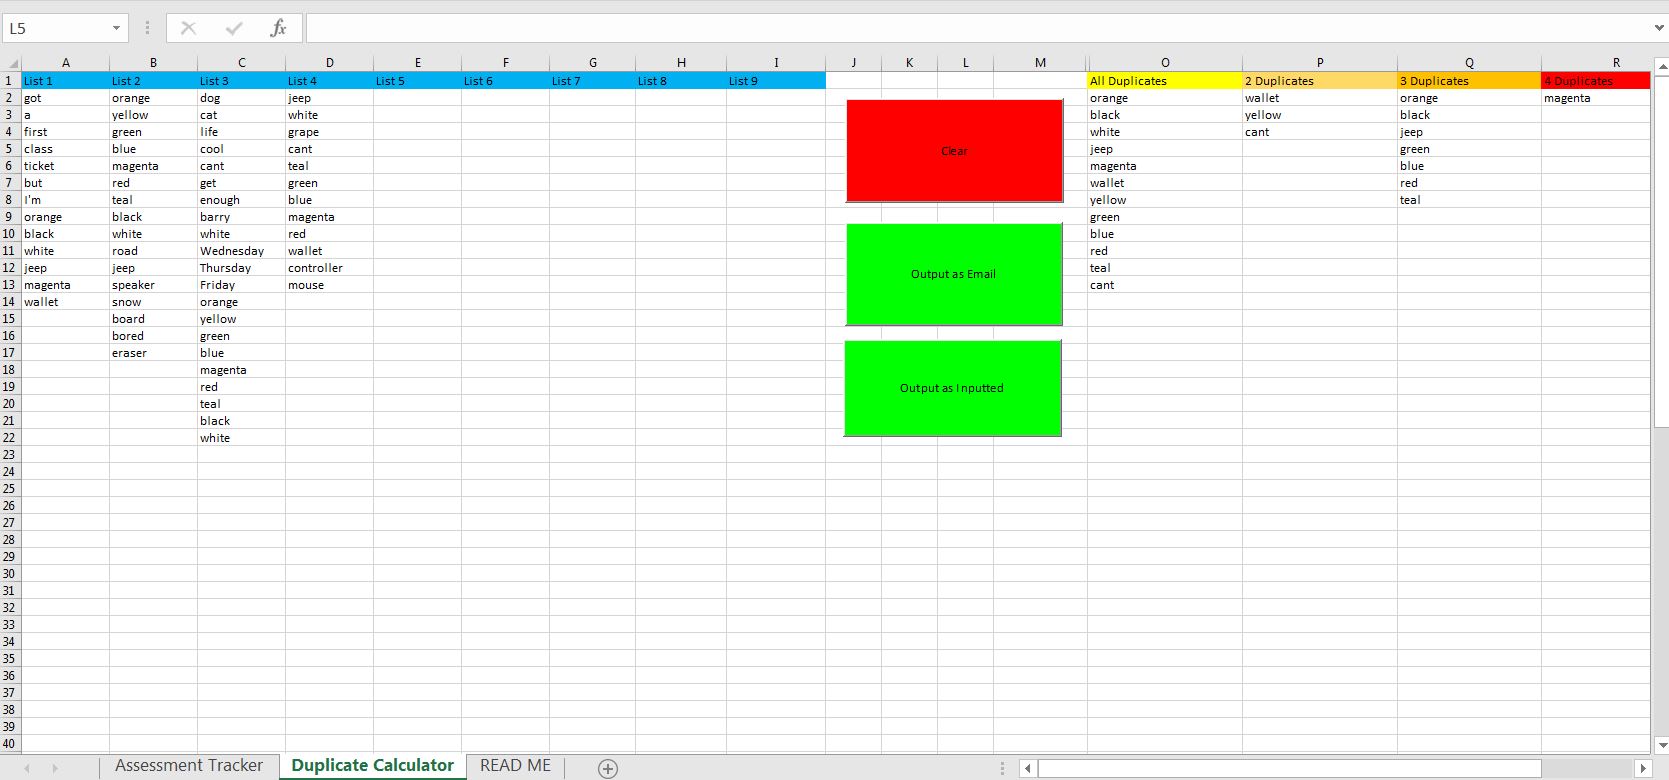 L5 fx
A B C D E F G H I J K L M O P Q R
1 List 1 List 2 List 3 List 4 List 5 List 6 List 7 List 8 List 9 All Duplicates 2 Duplicates 3 Duplicates 4 Duplicates
2 got orange dog jeep orange wallet orange magenta
3 a yellow cat white black yellow black
4 first green life grape white cant jeep
5 class blue cool cant jeep green
Clear
6 ticket magenta cant teal magenta blue
7 but red get green wallet red
8 I'm teal enough blue yellow teal
9 orange black barry magenta green
10 black white white red blue
11 white road Wednesday wallet red
12 jeep jeep Thursday controller teal
Output as Email
13 magenta speaker Friday mouse cant
14 wallet snow orange
15 board yellow
16 bored green
17 eraser blue
18 magenta
19 red
Output as Inputted
20 teal
21 black
22 white
23
24
25
26
27
28
29
30
31
32
33
34
35
36
37
38
39
40
Assessment Tracker Duplicate Calculator READ ME